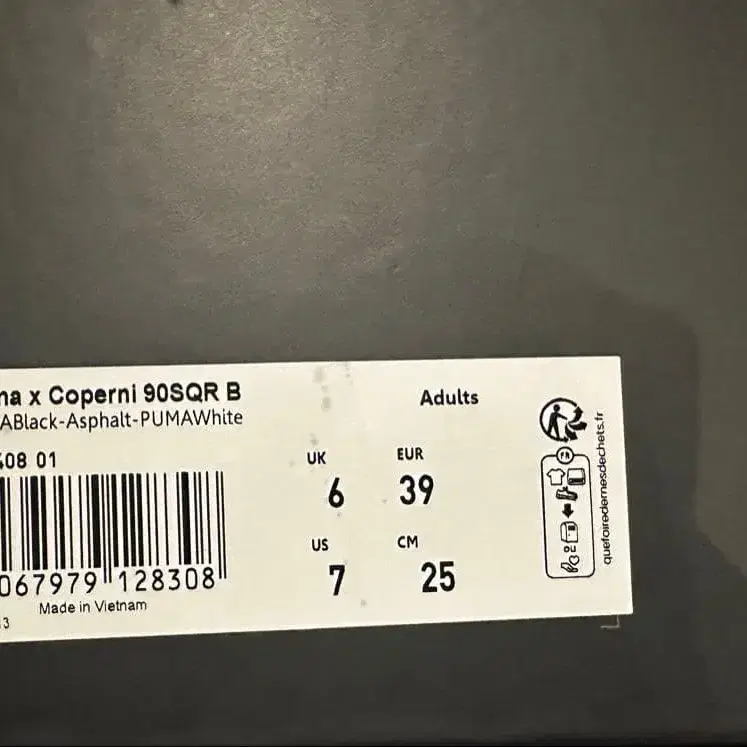 na x Coperni 90SQR B
ABlack-Asphalt-PUMAWhite
08 01
067979 128308
Made in Vietnam
3
Adults
UK
6
EUR
39
US
7
CM
25
FR
quefairedemesdechets.fr